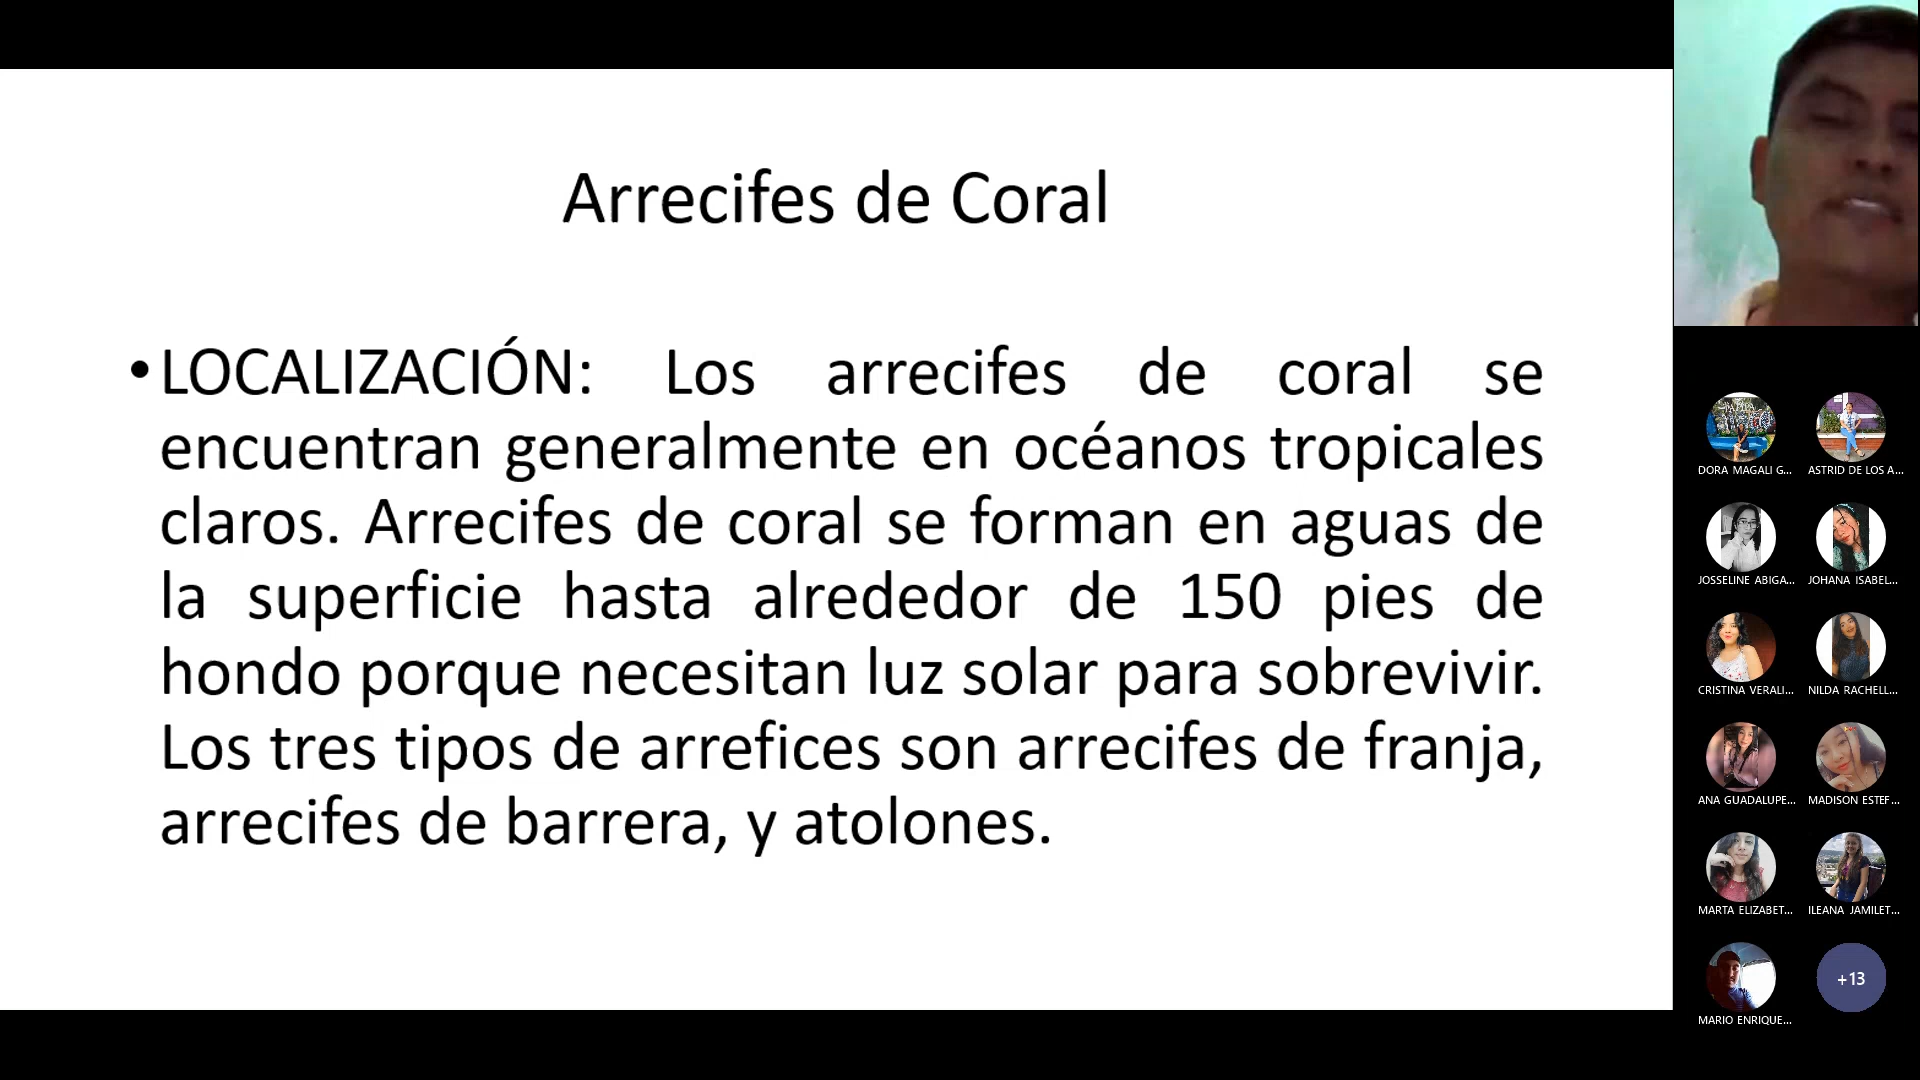 Arrecifes de Coral
•LOCALIZACIÓN: Los arrecifes de coral se
encuentran generalmente en océanos tropicales
claros. Arrecifes de coral se forman en aguas de
la superficie hasta alrededor de 150 pies de
hondo porque necesitan luz solar para sobrevivir.
Los tres tipos de arrefices son arrecifes de franja,
arrecifes de barrera, y atolones.
DORA MAGALI G... ASTRID DE LOS A...
JOSSELINE ABIGA... JOHANA ISABEL...
CRISTINA VERALI... NILDA RACHELL...
ANA GUADALUPE... MADISON ESTEF...
MARTA ELIZABET... ILEANA JAMILET...
+13
MARIO ENRIQUE...